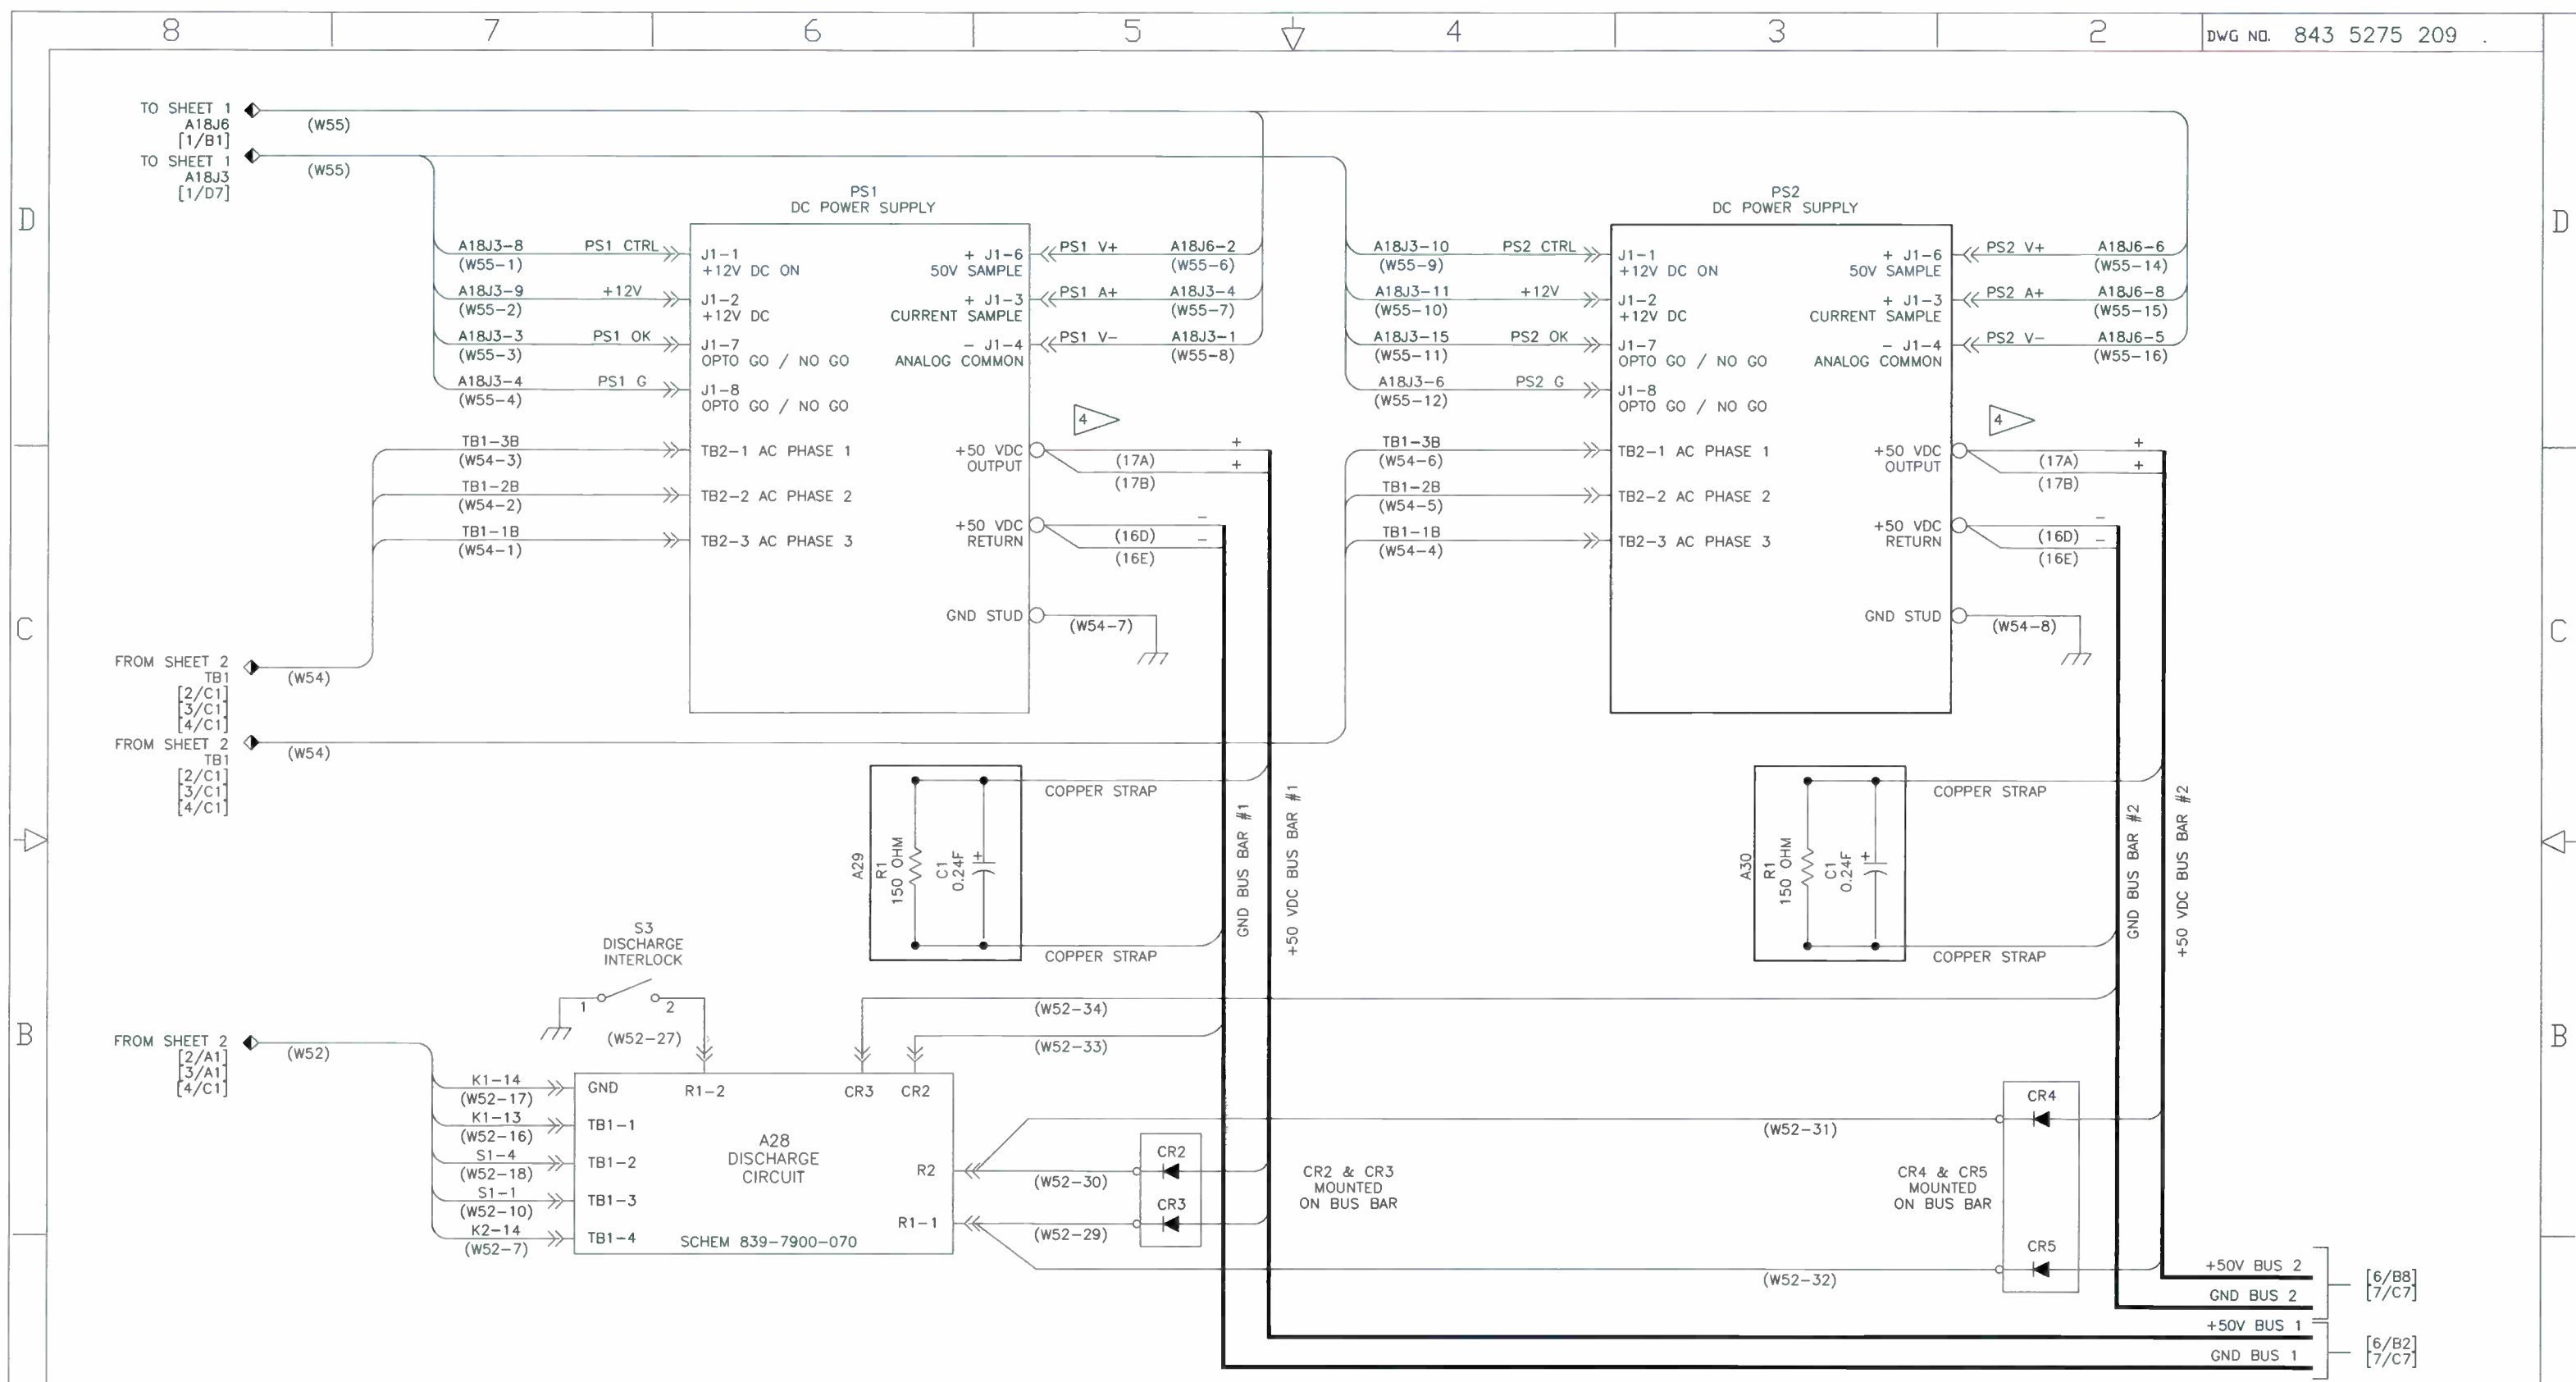 8 7 6 5 4 3 2 DWG NO. 843 5275 209 .
TO SHEET 1
A18J6
[1/B1]
(W55)
TO SHEET 1
A18J3
[1/D7]
(W55)
D
D
C
C
B
B
PS1
DC POWER SUPPLY
A18J3-8 PS1 CTRL
(W55-1)
A18J3-9 +12V
(W55-2)
A18J3-3 PS1 OK
(W55-3)
A18J3-4 PS1 G
(W55-4)
TB1-3B
(W54-3)
TB1-2B
(W54-2)
TB1-1B
(W54-1)
J1-1
+12V DC ON
J1-2
+12V DC
J1-7
OPTO GO / NO GO
J1-8
OPTO GO / NO GO
TB2-1 AC PHASE 1
TB2-2 AC PHASE 2
TB2-3 AC PHASE 3
+ J1-6
50V SAMPLE
+ J1-3
CURRENT SAMPLE
- J1-4
ANALOG COMMON
+50 VDC
OUTPUT
+50 VDC
RETURN
GND STUD
PS1 V+ A18J6-2
(W55-6)
PS1 A+ A18J3-4
(W55-7)
PS1 V- A18J3-1
(W55-8)
4
+
(17A) +
(17B)
-
(16D) -
(16E)
(W54-7)
PS2
DC POWER SUPPLY
A18J3-10 PS2 CTRL
(W55-9)
A18J3-11 +12V
(W55-10)
A18J3-15 PS2 OK
(W55-11)
A18J3-6 PS2 G
(W55-12)
TB1-3B
(W54-6)
TB1-2B
(W54-5)
TB1-1B
(W54-4)
J1-1
+12V DC ON
J1-2
+12V DC
J1-7
OPTO GO / NO GO
J1-8
OPTO GO / NO GO
TB2-1 AC PHASE 1
TB2-2 AC PHASE 2
TB2-3 AC PHASE 3
+ J1-6
50V SAMPLE
+ J1-3
CURRENT SAMPLE
- J1-4
ANALOG COMMON
+50 VDC
OUTPUT
+50 VDC
RETURN
GND STUD
PS2 V+ A18J6-6
(W55-14)
PS2 A+ A18J6-8
(W55-15)
PS2 V- A18J6-5
(W55-16)
4
+
(17A) +
(17B)
-
(16D) -
(16E)
(W54-8)
FROM SHEET 2
TB1
[2/C1]
[3/C1]
[4/C1]
(W54)
FROM SHEET 2
TB1
[2/C1]
[3/C1]
[4/C1]
(W54)
A29
R1
150 OHM
C1
0.24F
+
COPPER STRAP
COPPER STRAP
GND BUS BAR #1
+50 VDC BUS BAR #1
A30
R1
150 OHM
C1
0.24F
+
COPPER STRAP
COPPER STRAP
GND BUS BAR #2
+50 VDC BUS BAR #2
S3
DISCHARGE
INTERLOCK
1 2
(W52-27)
(W52-34)
(W52-33)
FROM SHEET 2
[2/A1]
[3/A1]
[4/C1]
(W52)
K1-14
(W52-17)
K1-13
(W52-16)
S1-4
(W52-18)
S1-1
(W52-10)
K2-14
(W52-7)
GND
TB1-1
TB1-2
TB1-3
TB1-4
R1-2
CR3
CR2
A28
DISCHARGE
CIRCUIT
R2
R1-1
SCHEM 839-7900-070
(W52-30)
(W52-29)
CR2
CR3
CR2 & CR3
MOUNTED
ON BUS BAR
(W52-31)
(W52-32)
CR4 & CR5
MOUNTED
ON BUS BAR
CR4
CR5
+50V BUS 2
GND BUS 2
[6/B8]
[7/C7]
+50V BUS 1
GND BUS 1
[6/B2]
[7/C7]